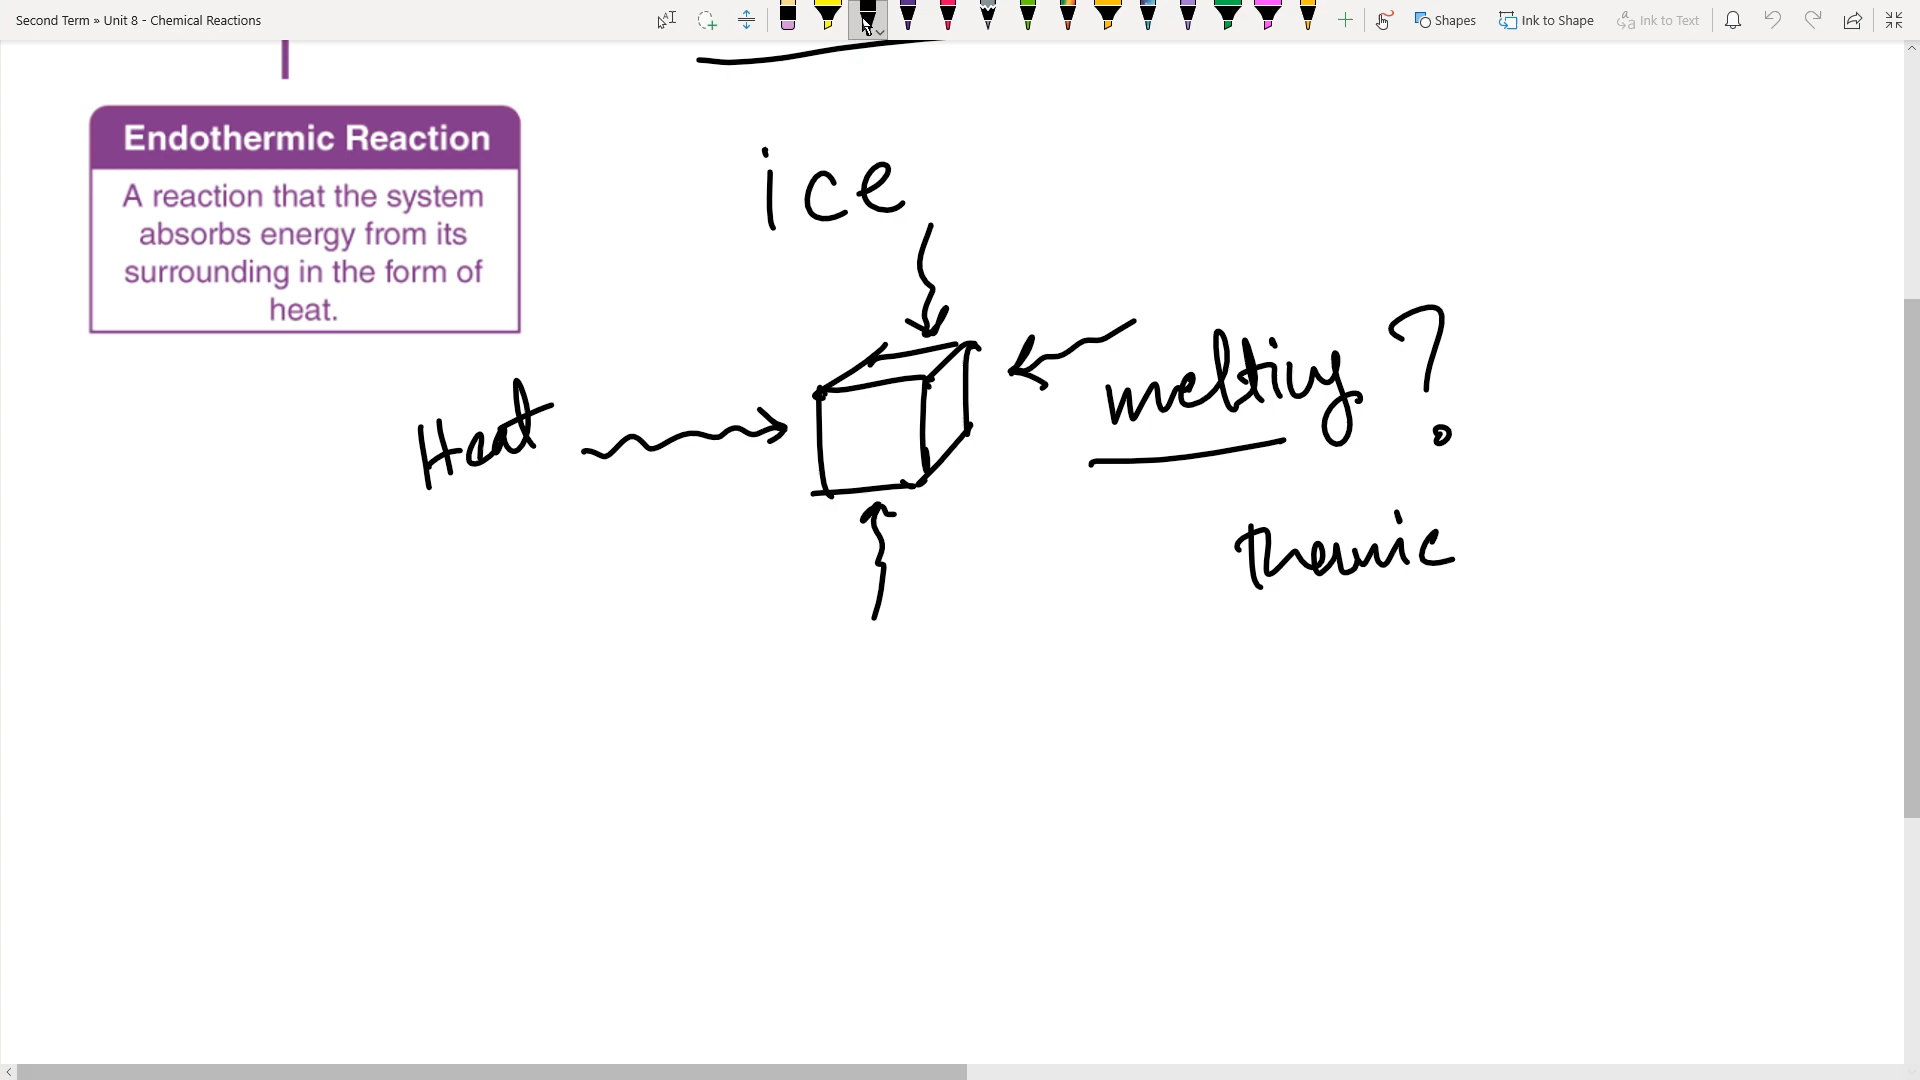 Second Term » Unit 8 - Chemical Reactions
Shapes
Ink to Shape
Ink to Text
Endothermic Reaction
A reaction that the system
absorbs energy from its
surrounding in the form of
heat.
ice
melting ?
Heat
thermic